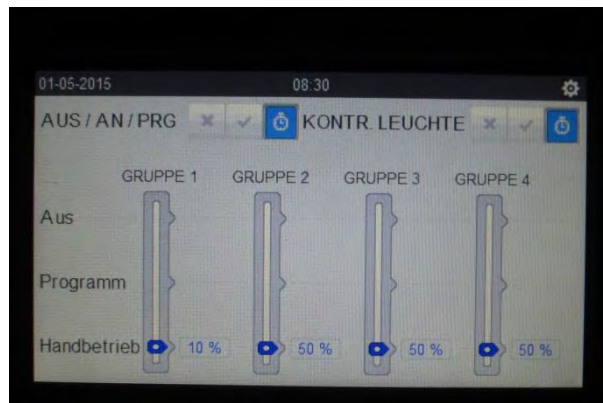 01-05-2015 08:30
AUS / AN / PRG KONTR. LEUCHTE
GRUPPE 1 GRUPPE 2 GRUPPE 3 GRUPPE 4
Aus
Programm
Handbetrieb 10 % 50 % 50 % 50 %